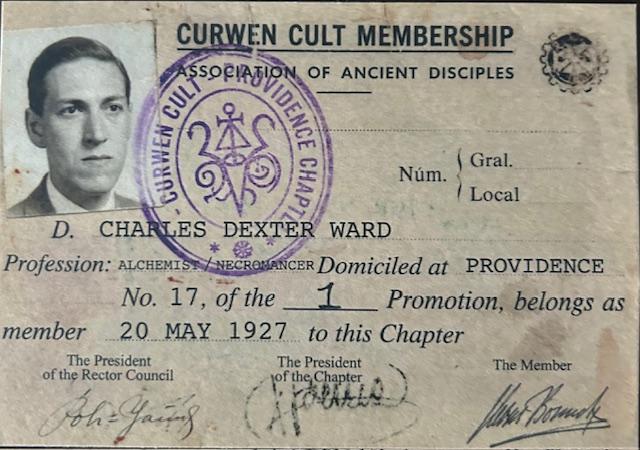 CURWEN CULT MEMBERSHIP
ASSOCIATION OF ANCIENT DISCIPLES
CURWEN CULT - PROVIDENCE CHAPT
Núm. Gral.
Local
D. CHARLES DEXTER WARD
Profession: ALCHEMIST/NECROMANCER Domiciled at PROVIDENCE
No. 17, of the 1 Promotion, belongs as
member 20 MAY 1927 to this Chapter
The President
of the Rector Council
The President
of the Chapter
The Member